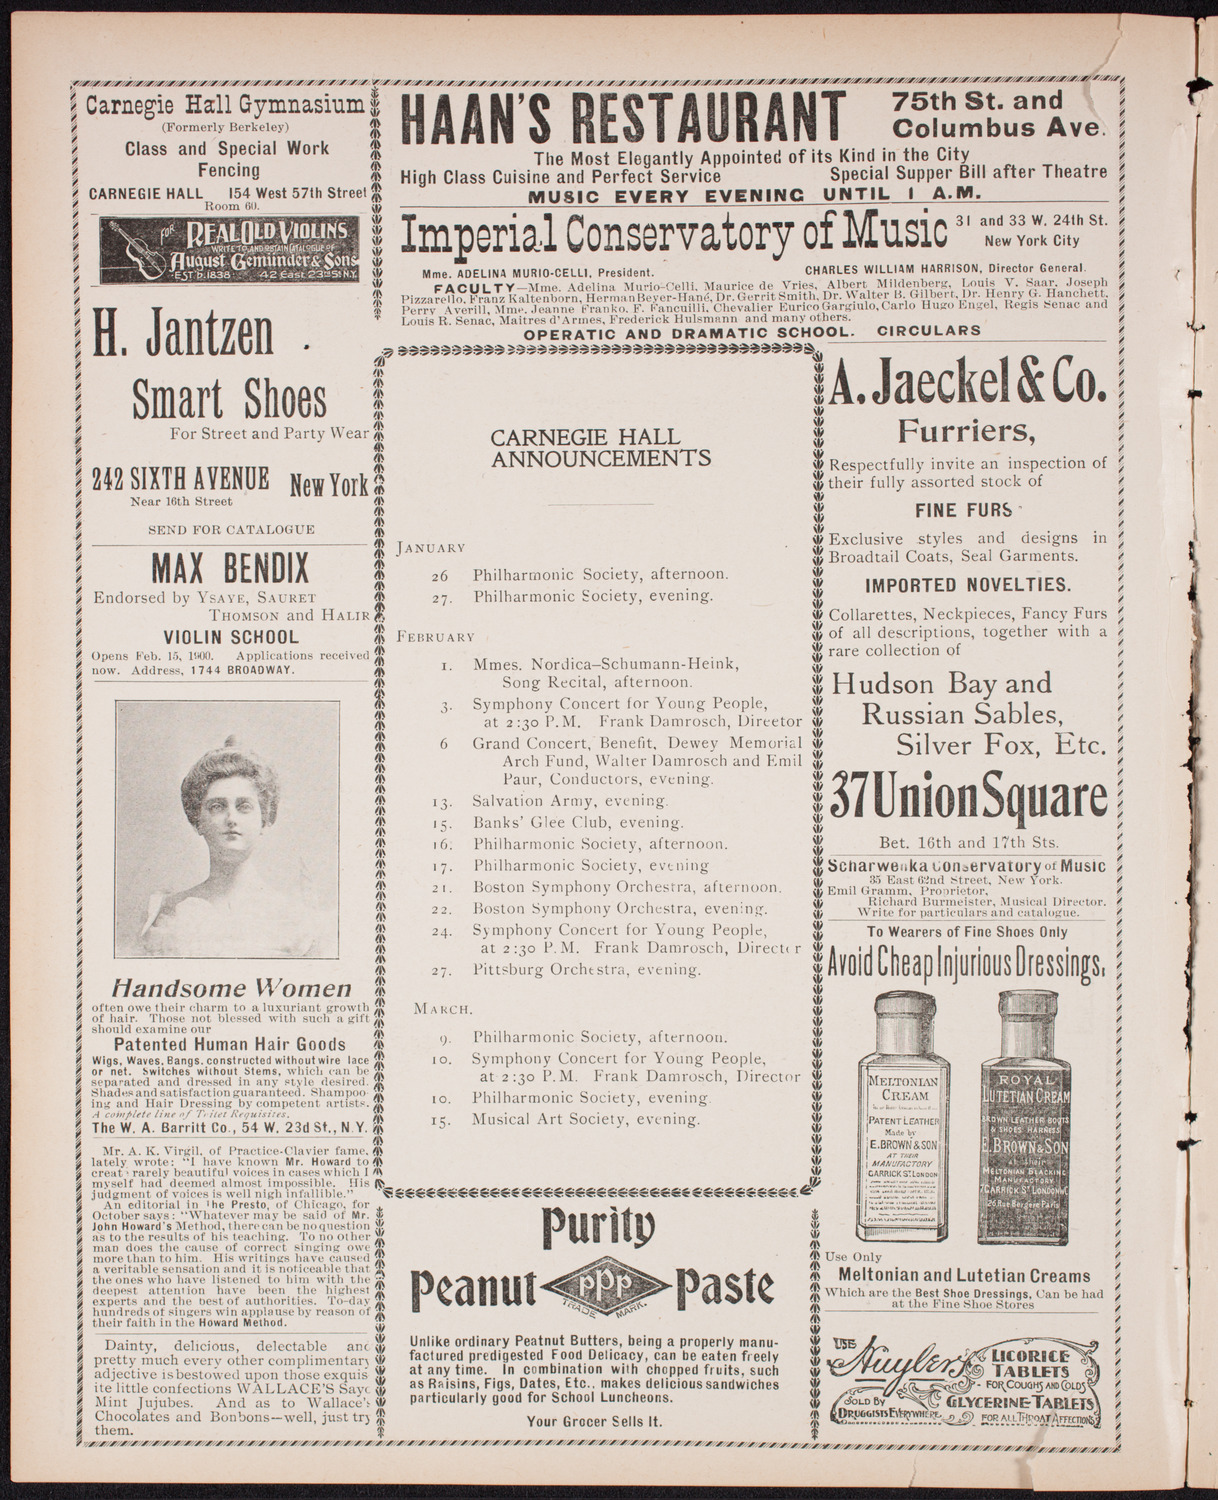 Carnegie Hall Gymnasium
(Formerly Berkeley)
Class and Special Work
Fencing
CARNEGIE HALL 154 West 57th Street
Room 60.
FOR REAL OLD VIOLINS
WRITE TO AND OBTAIN CATALOGUE OF
August Gemünder & Sons
EST'D. 1838 42 East 23d St. N.Y.
H. Jantzen
Smart Shoes
For Street and Party Wear
242 SIXTH AVENUE New York
Near 16th Street
SEND FOR CATALOGUE
MAX BENDIX
Endorsed by YSAYE, SAURET
THOMSON and HALIR
VIOLIN SCHOOL
Opens Feb. 15, 1900. Applications received
now. Address, 1744 BROADWAY.
Handsome Women
often owe their charm to a luxuriant growth
of hair. Those not blessed with such a gift
should examine our
Patented Human Hair Goods
Wigs, Waves, Bangs, constructed without wire lace
or net. Switches without Stems, which can be
separated and dressed in any style desired.
Shades and satisfaction guaranteed. Shampoo-
ing and Hair Dressing by competent artists.
A complete line of Toilet Requisites.
The W. A. Barritt Co., 54 W. 23d St., N.Y.
Mr. A. K. Virgil, of Practice-Clavier fame,
lately wrote: "I have known Mr. Howard to
creat rarely beautiful voices in cases which I
myself had deemed almost impossible. His
judgment of voices is well nigh infallible."
An editorial in The Presto, of Chicago, for
October says: "Whatever may be said of Mr.
John Howard's Method, there can be no question
as to the results of his teaching. To no other
man does the cause of correct singing owe
more than to him. His writings have caused
a veritable sensation and it is noticeable that
the ones who have listened to him with the
deepest attention have been the highest
experts and the best of authorities. To-day
hundreds of singers win applause by reason of
their faith in the Howard Method.
Dainty, delicious, delectable and
pretty much every other complimentary
adjective is bestowed upon those exquis
ite little confections WALLACE'S Saye
Mint Jujubes. And as to Wallace's
Chocolates and Bonbons—well, just try
them.
HAAN'S RESTAURANT 75th St. and
Columbus Ave.
The Most Elegantly Appointed of its Kind in the City
High Class Cuisine and Perfect Service Special Supper Bill after Theatre
MUSIC EVERY EVENING UNTIL 1 A.M.
Imperial Conservatory of Music 31 and 33 W. 24th St.
New York City
Mme. ADELINA MURIO-CELLI, President. CHARLES WILLIAM HARRISON, Director General.
FACULTY—Mme. Adelina Murio-Celli, Maurice de Vries, Albert Mildenberg, Louis V. Saar, Joseph
Pizzarello, Franz Kaltenborn, Herman Beyer-Hané, Dr. Gerrit Smith, Dr. Walter B. Gilbert, Dr. Henry G. Hanchett,
Perry Averill, Mme. Jeanne Franko, F. Fancuilli, Chevalier Eurico Gargiulo, Carlo Hugo Engel, Regis Senac and
Louis R. Senac, Maitres d'Armes, Frederick Hulsmann and many others.
OPERATIC AND DRAMATIC SCHOOL. CIRCULARS
CARNEGIE HALL
ANNOUNCEMENTS
JANUARY
26 Philharmonic Society, afternoon.
27. Philharmonic Society, evening.
FEBRUARY
1. Mmes. Nordica–Schumann-Heink,
Song Recital, afternoon.
3. Symphony Concert for Young People,
at 2:30 P.M. Frank Damrosch, Director
6 Grand Concert, Benefit, Dewey Memorial
Arch Fund, Walter Damrosch and Emil
Paur, Conductors, evening.
13. Salvation Army, evening.
15. Banks' Glee Club, evening.
16. Philharmonic Society, afternoon.
17. Philharmonic Society, evening
21. Boston Symphony Orchestra, afternoon.
22. Boston Symphony Orchestra, evening.
24. Symphony Concert for Young People,
at 2:30 P.M. Frank Damrosch, Director
27. Pittsburg Orchestra, evening.
MARCH.
9. Philharmonic Society, afternoon.
10. Symphony Concert for Young People,
at 2:30 P.M. Frank Damrosch, Director
10. Philharmonic Society, evening.
15. Musical Art Society, evening.
Purity
Peanut PPP Paste
TRADE MARK.
Unlike ordinary Peatnut Butters, being a properly manu-
factured predigested Food Delicacy, can be eaten freely
at any time. In combination with chopped fruits, such
as Raisins, Figs, Dates, Etc., makes delicious sandwiches
particularly good for School Luncheons.
Your Grocer Sells It.
A. Jaeckel & Co.
Furriers,
Respectfully invite an inspection of
their fully assorted stock of
FINE FURS
Exclusive styles and designs in
Broadtail Coats, Seal Garments.
IMPORTED NOVELTIES.
Collarettes, Neckpieces, Fancy Furs
of all descriptions, together with a
rare collection of
Hudson Bay and
Russian Sables,
Silver Fox, Etc.
37 Union Square
Bet. 16th and 17th Sts.
Scharwenka Conservatory of Music
35 East 62nd Street, New York.
Emil Gramm, Proprietor,
Richard Burmeister, Musical Director.
Write for particulars and catalogue.
To Wearers of Fine Shoes Only
Avoid Cheap Injurious Dressings,
MELTONIAN
CREAM
PATENT LEATHER
Made by
E. BROWN & SON
AT THEIR
MANUFACTORY
GARRICK ST. LONDON
ROYAL
LUTETIAN CREAM
BROWN LEATHER BOOTS
& SHOES HARNESS
E. BROWN & SON
at their
MELTONIAN BLACKING
MANUFACTORY
7 GARRICK ST LONDON WC
26 Rue Bergère Paris
Use Only
Meltonian and Lutetian Creams
Which are the Best Shoe Dressings, Can be had
at the Fine Shoe Stores
USE
Huyler's LICORICE
TABLETS
FOR COUGHS AND COLDS
SOLD BY
DRUGGISTS EVERYWHERE.
GLYCERINE TABLETS
FOR ALL THROAT AFFECTIONS